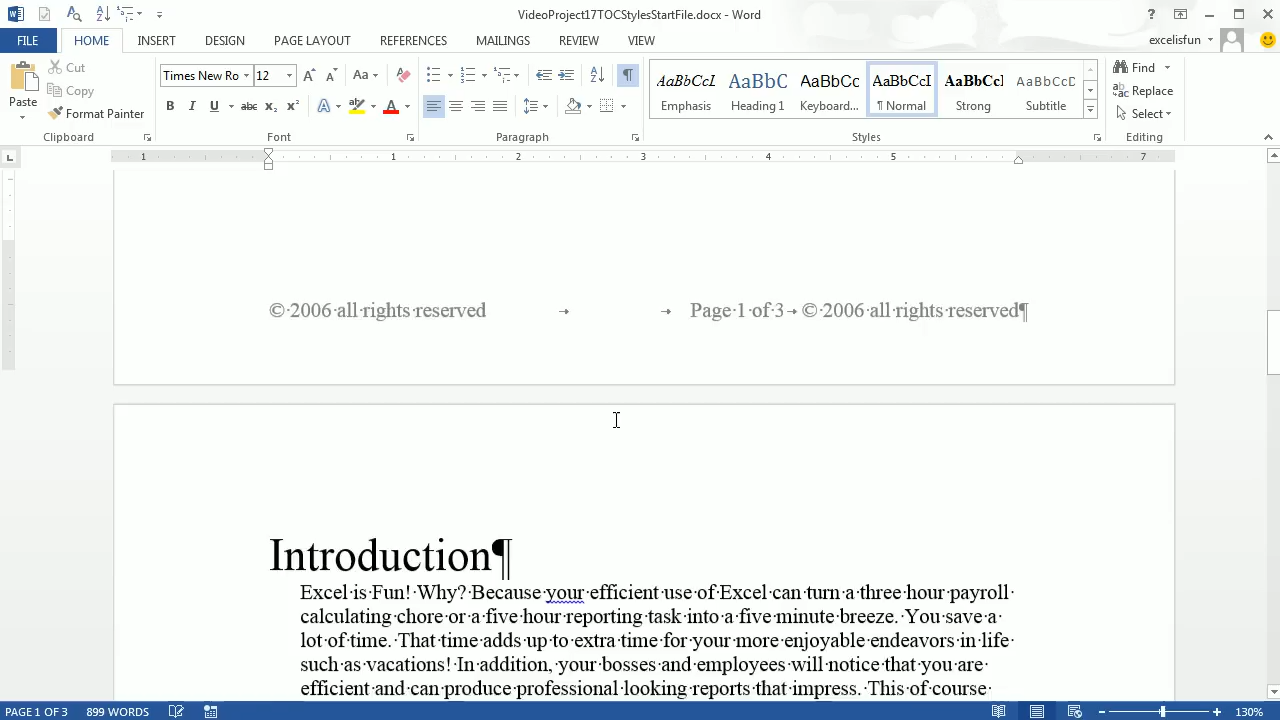 VideoProject17TOCStylesStartFile.docx - Word
FILE HOME INSERT DESIGN PAGE LAYOUT REFERENCES MAILINGS REVIEW VIEW excelisfun
Paste
Cut
Copy
Format Painter
Clipboard
Times New Ro 12
Font
Paragraph
AaBbCcI AaBbC AaBbCc AaBbCcI AaBbCcI AaBbCcD
Emphasis Heading 1 Keyboard... ¶ Normal Strong Subtitle
Styles
Find
Replace
Select
Editing
1 1 2 3 4 5 7
©·2006·all·rights·reserved → → Page·1·of·3→©·2006·all·rights·reserved¶
Introduction¶
Excel·is·Fun!·Why?·Because·your·efficient·use·of·Excel·can·turn·a·three·hour·payroll·
calculating·chore·or·a·five·hour·reporting·task·into·a·five·minute·breeze.·You·save·a·
lot·of·time.·That·time·adds·up·to·extra·time·for·your·more·enjoyable·endeavors·in·life·
such·as·vacations!·In·addition,·your·bosses·and·employees·will·notice·that·you·are·
efficient·and·can·produce·professional·looking·reports·that·impress.·This·of·course·
PAGE 1 OF 3 899 WORDS 130%